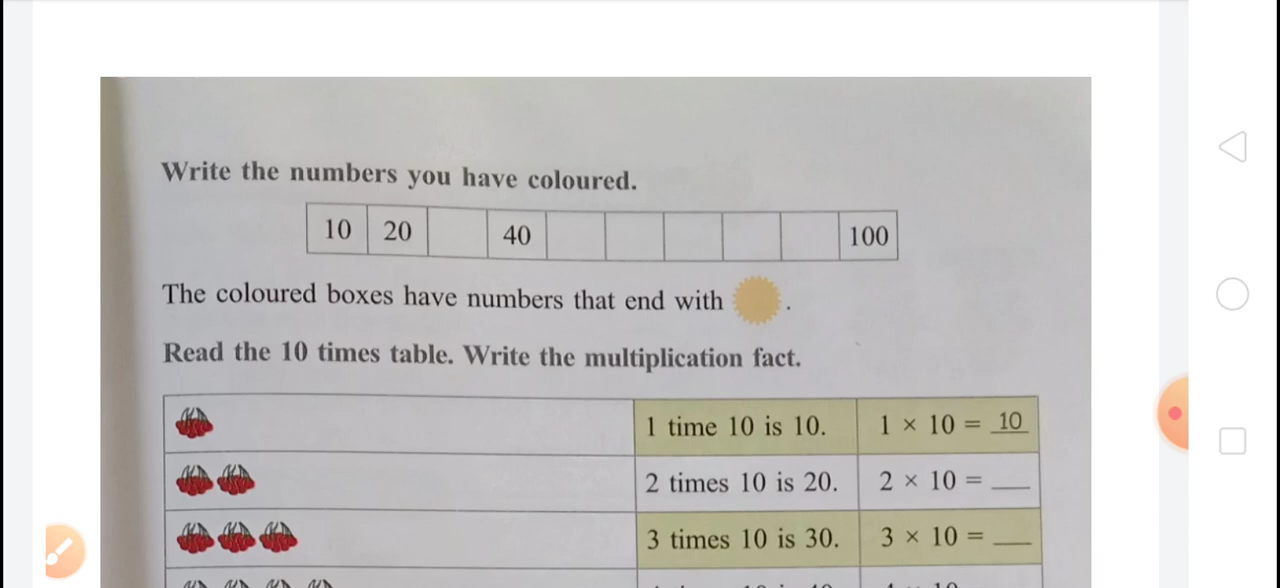 Write the numbers you have coloured.
10 20 40 100
The coloured boxes have numbers that end with .
Read the 10 times table. Write the multiplication fact.
1 time 10 is 10. 1 × 10 = 10
2 times 10 is 20. 2 × 10 = __
3 times 10 is 30. 3 × 10 = __